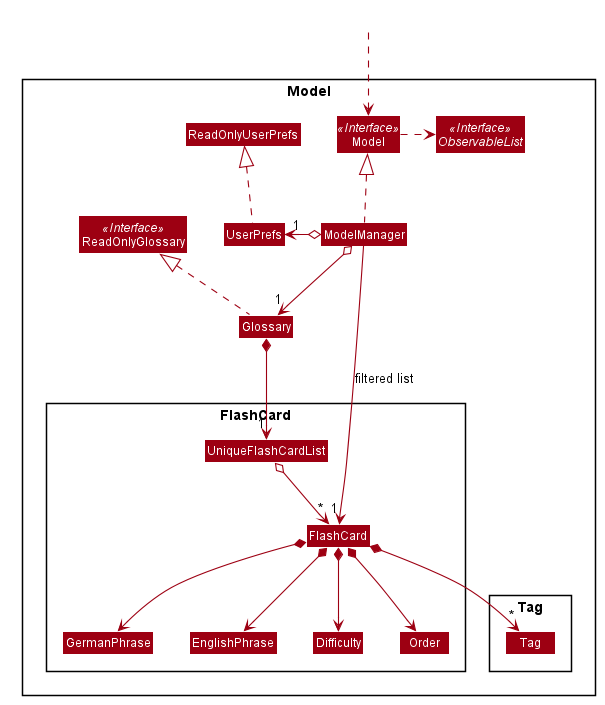 Model
ReadOnlyUserPrefs
«Interface»
Model
«Interface»
ObservableList
«Interface»
ReadOnlyGlossary
UserPrefs
1
ModelManager
1
Glossary
filtered list
FlashCard
1
UniqueFlashCardList
*
1
FlashCard
Tag
*
GermanPhrase
EnglishPhrase
Difficulty
Order
Tag